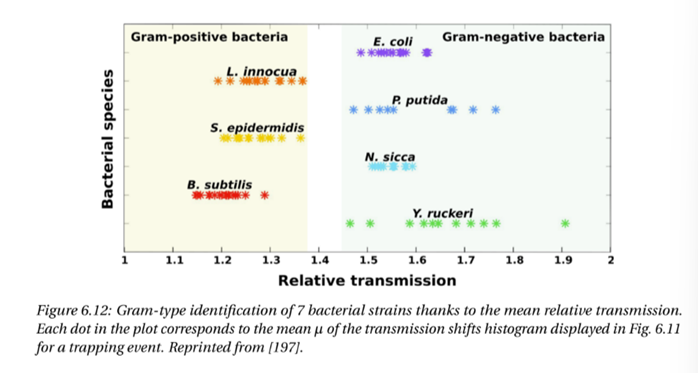 Gram-positive bacteria
E. coli
Gram-negative bacteria
L. innocua
P. putida
S. epidermidis
N. sicca
B. subtilis
Y. ruckeri
Bacterial species
1 1.1 1.2 1.3 1.4 1.5 1.6 1.7 1.8 1.9 2
Relative transmission
Figure 6.12: Gram-type identification of 7 bacterial strains thanks to the mean relative transmission.
Each dot in the plot corresponds to the mean μ of the transmission shifts histogram displayed in Fig. 6.11
for a trapping event. Reprinted from [197].